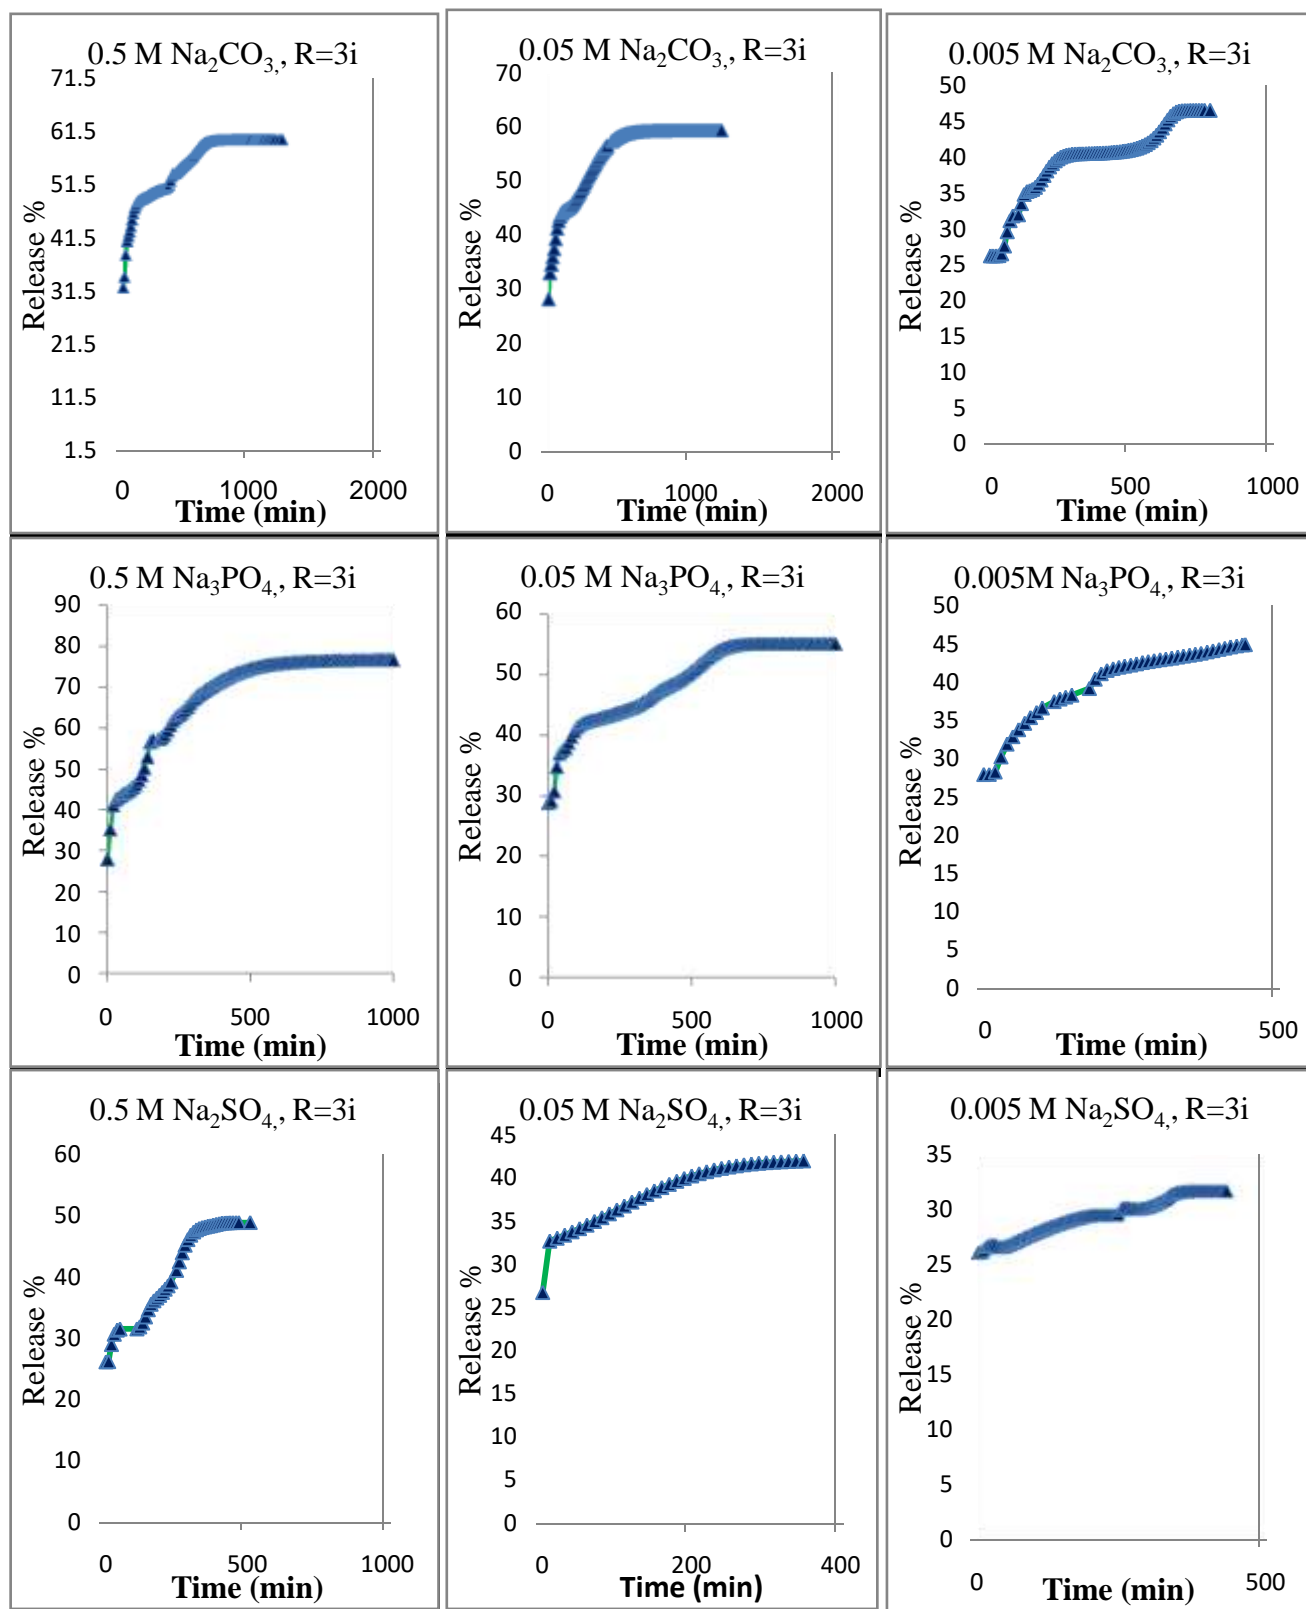 0.5 M Na₂CO₃,, R=3i
71.5
61.5
51.5
41.5
31.5
21.5
11.5
1.5
Release %
0 1000 2000
Time (min)
0.05 M Na₂CO₃,, R=3i
70
60
50
40
30
20
10
0
Release %
0 1000 2000
Time (min)
0.005 M Na₂CO₃,, R=3i
50
45
40
35
30
25
20
15
10
5
0
Release %
0 500 1000
Time (min)
0.5 M Na₃PO₄,, R=3i
90
80
70
60
50
40
30
20
10
0
Release %
0 500 1000
Time (min)
0.05 M Na₃PO₄,, R=3i
60
50
40
30
20
10
0
Release %
0 500 1000
Time (min)
0.005M Na₃PO₄,, R=3i
50
45
40
35
30
25
20
15
10
5
0
Release %
0 500
Time (min)
0.5 M Na₂SO₄,, R=3i
60
50
40
30
20
10
0
Release %
0 500 1000
Time (min)
0.05 M Na₂SO₄,, R=3i
45
40
35
30
25
20
15
10
5
0
Release %
0 200 400
Time (min)
0.005 M Na₂SO₄,, R=3i
35
30
25
20
15
10
5
0
Release %
0 500
Time (min)